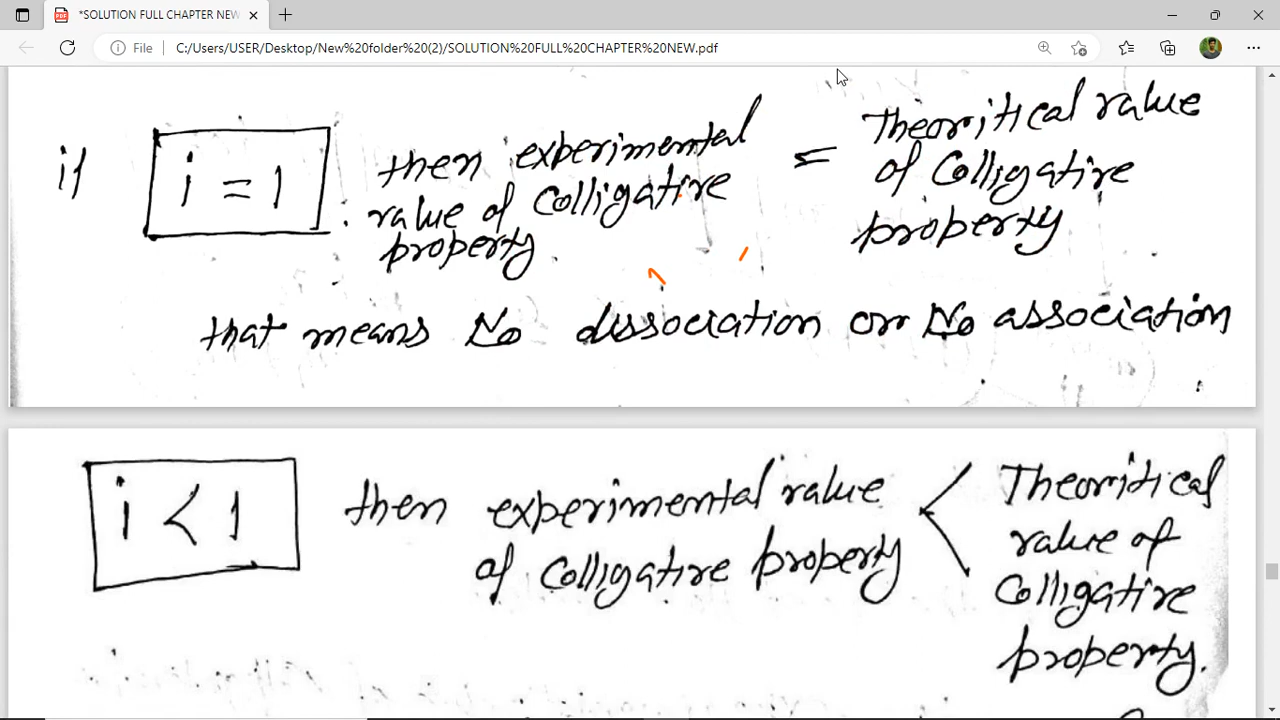 *SOLUTION FULL CHAPTER NEW
File
C:/Users/USER/Desktop/New%20folder%20(2)/SOLUTION%20FULL%20CHAPTER%20NEW.pdf
if i = 1 then experimental value of Colligative property. = Theoritical value of Colligative property
that means No dissociation or No association
i < 1 then experimental value of Colligative property < Theoritical value of Colligative property.